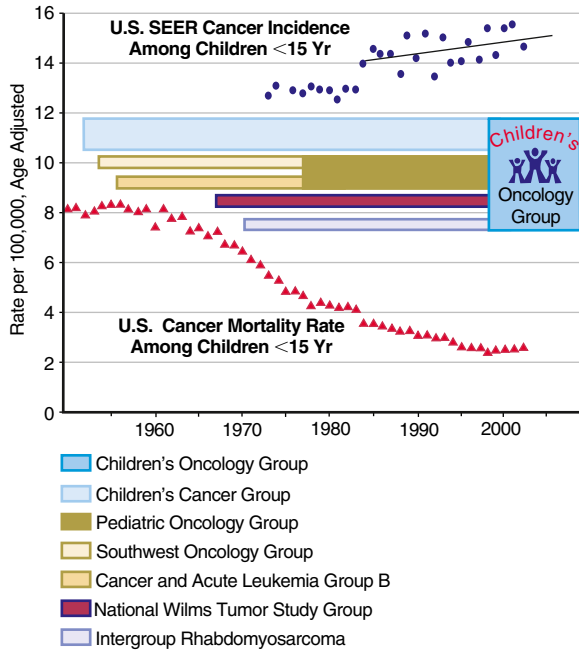 U.S. SEER Cancer Incidence
Among Children <15 Yr
Rate per 100,000, Age Adjusted
16
14
12
10
8
6
4
2
0
Children's
Oncology
Group
U.S. Cancer Mortality Rate
Among Children <15 Yr
1960
1970
1980
1990
2000
Children's Oncology Group
Children's Cancer Group
Pediatric Oncology Group
Southwest Oncology Group
Cancer and Acute Leukemia Group B
National Wilms Tumor Study Group
Intergroup Rhabdomyosarcoma